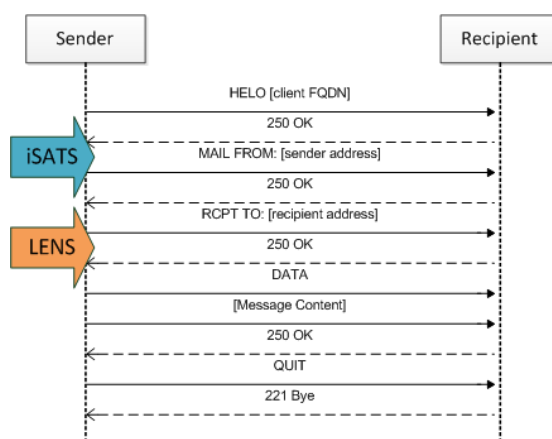 Sender
Recipient
HELO [client FQDN]
250 OK
iSATS
MAIL FROM: [sender address]
250 OK
RCPT TO: [recipient address]
LENS
250 OK
DATA
[Message Content]
250 OK
QUIT
221 Bye